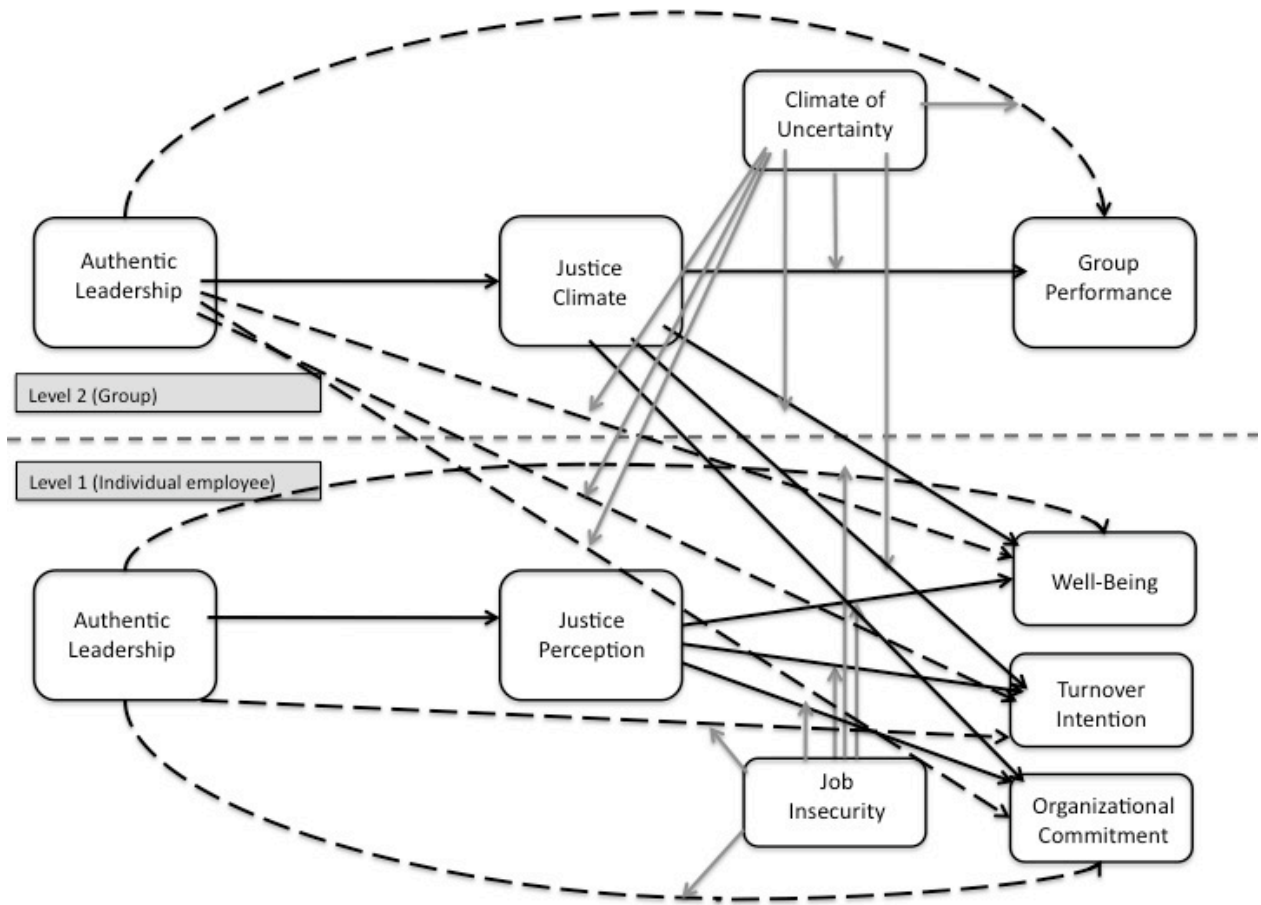 Climate of
Uncertainty
Authentic
Leadership
Justice
Climate
Group
Performance
Level 2 (Group)
Level 1 (Individual employee)
Authentic
Leadership
Justice
Perception
Well-Being
Turnover
Intention
Job
Insecurity
Organizational
Commitment